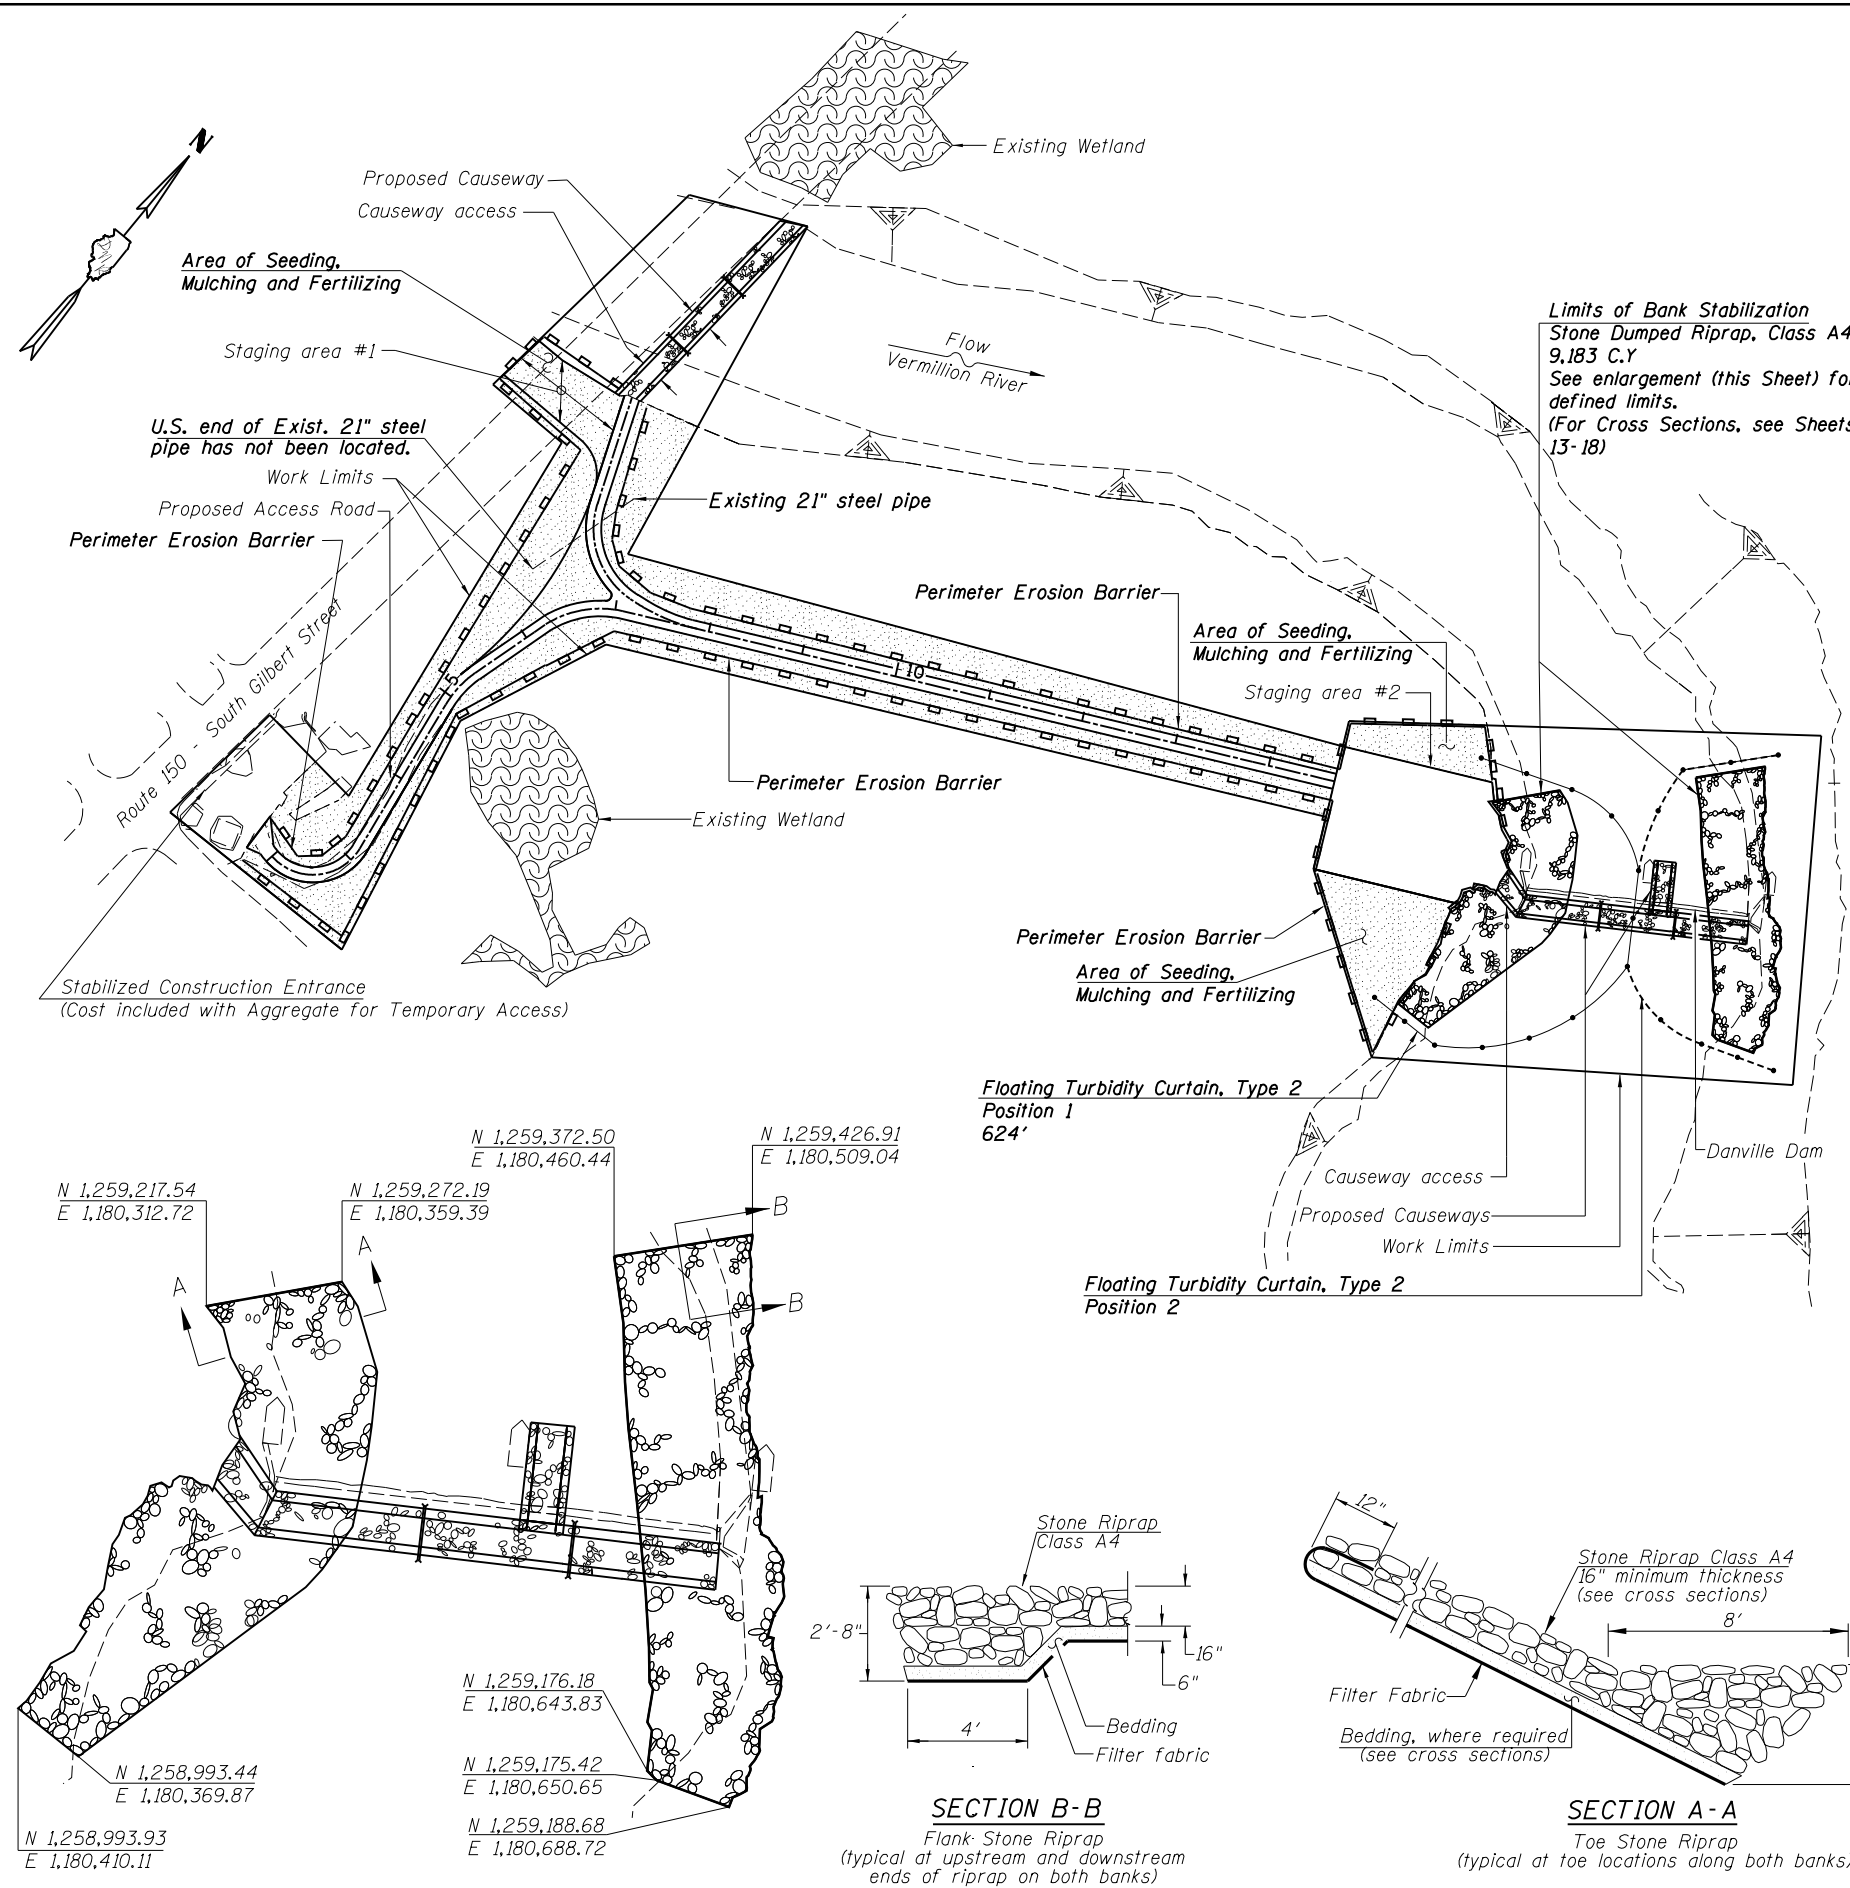 N
Existing Wetland
Proposed Causeway
Causeway access
Area of Seeding,
Mulching and Fertilizing
Staging area #1
U.S. end of Exist. 21" steel
pipe has not been located.
Work Limits
Proposed Access Road
Perimeter Erosion Barrier
Flow
Vermillion River
Limits of Bank Stabilization
Stone Dumped Riprap, Class A4
9,183 C.Y
See enlargement (this Sheet) for
defined limits.
(For Cross Sections, see Sheets
13-18)
Existing 21" steel pipe
Perimeter Erosion Barrier
Area of Seeding,
Mulching and Fertilizing
Staging area #2
Route 150 - South Gilbert Street
5
10
Perimeter Erosion Barrier
Existing Wetland
Perimeter Erosion Barrier
Area of Seeding,
Mulching and Fertilizing
Stabilized Construction Entrance
(Cost included with Aggregate for Temporary Access)
Floating Turbidity Curtain, Type 2
Position 1
624'
Danville Dam
Causeway access
Proposed Causeways
Work Limits
Floating Turbidity Curtain, Type 2
Position 2
N 1,259,372.50
E 1,180,460.44
N 1,259,426.91
E 1,180,509.04
N 1,259,217.54
E 1,180,312.72
N 1,259,272.19
E 1,180,359.39
A
A
B
B
N 1,259,176.18
E 1,180,643.83
N 1,259,175.42
E 1,180,650.65
N 1,259,188.68
E 1,180,688.72
N 1,258,993.44
E 1,180,369.87
N 1,258,993.93
E 1,180,410.11
Stone Riprap
Class A4
2'-8"
16"
6"
4'
Bedding
Filter fabric
SECTION B-B
Flank Stone Riprap
(typical at upstream and downstream
ends of riprap on both banks)
12"
Stone Riprap Class A4
16" minimum thickness
(see cross sections)
8'
Filter Fabric
Bedding, where required
(see cross sections)
SECTION A-A
Toe Stone Riprap
(typical at toe locations along both banks)